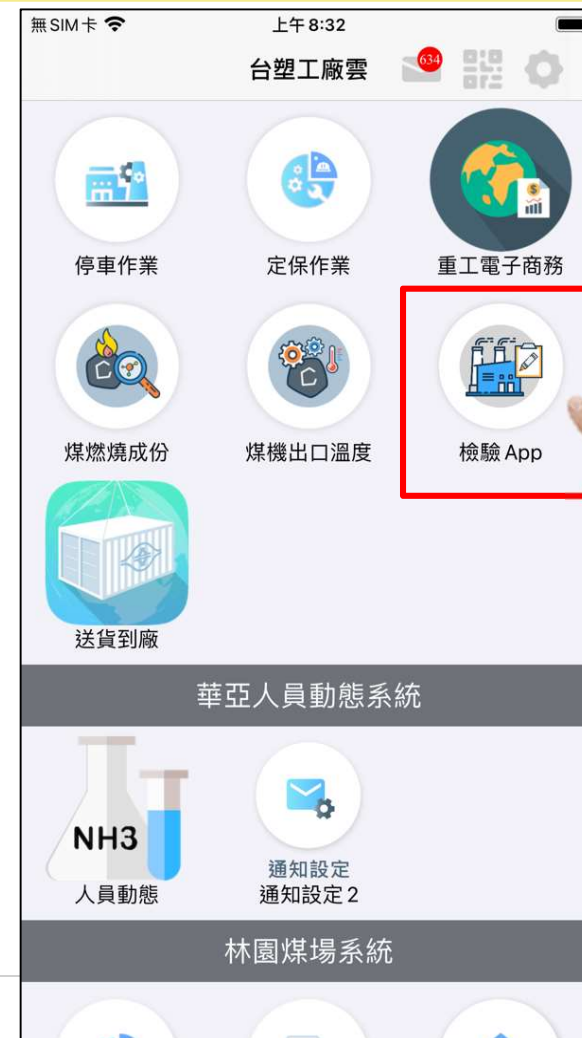 無SIM卡 上午8:32
台塑工廠雲 634
停車作業 定保作業 重工電子商務
煤燃燒成份 煤機出口溫度 檢驗 App
送貨到廠
華亞人員動態系統
NH3
通知設定
人員動態 通知設定2
林園煤場系統